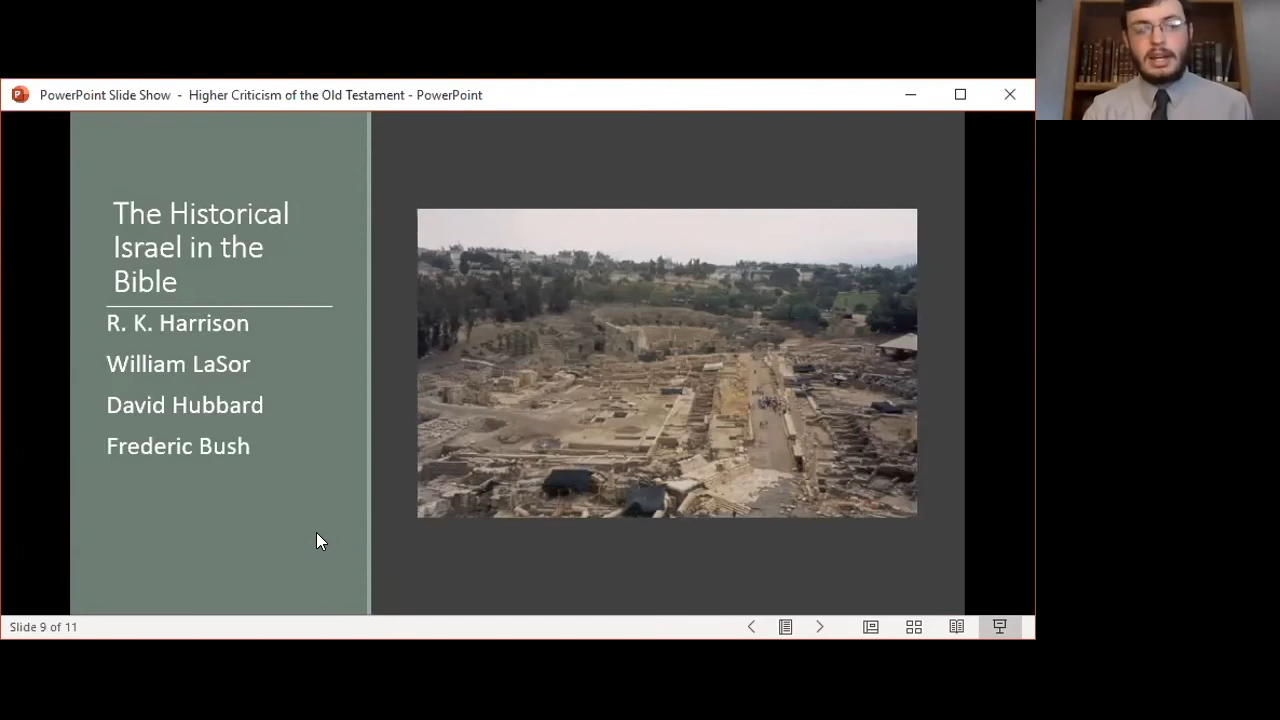 PowerPoint Slide Show - Higher Criticism of the Old Testament - PowerPoint
The Historical
Israel in the
Bible
R. K. Harrison
William LaSor
David Hubbard
Frederic Bush
Slide 9 of 11